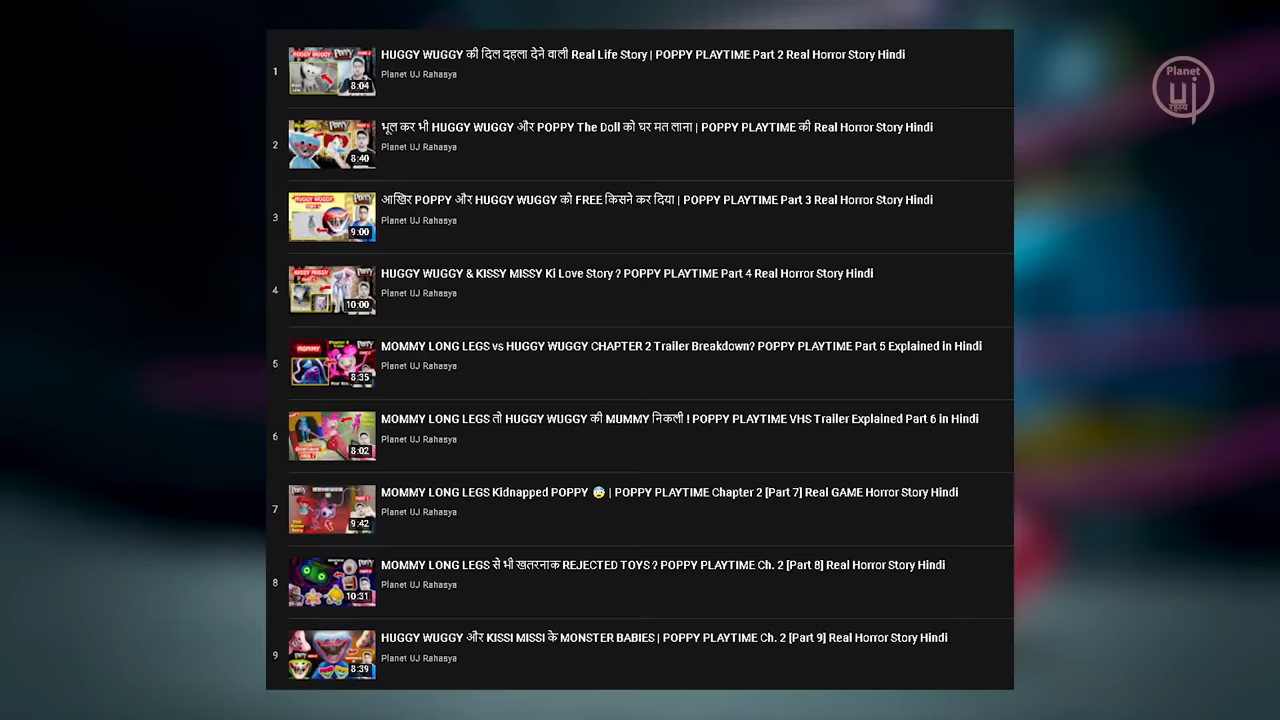 Planet
uj
रहस्य
1
HUGGY WUGGY की दिल दहला देने वाली Real Life Story | POPPY PLAYTIME Part 2 Real Horror Story Hindi
Planet UJ Rahasya
8:04
2
भूल कर भी HUGGY WUGGY और POPPY The Doll को घर मत लाना | POPPY PLAYTIME की Real Horror Story Hindi
Planet UJ Rahasya
8:40
3
आखिर POPPY और HUGGY WUGGY को FREE किसने कर दिया | POPPY PLAYTIME Part 3 Real Horror Story Hindi
Planet UJ Rahasya
9:00
4
HUGGY WUGGY & KISSY MISSY Ki Love Story ? POPPY PLAYTIME Part 4 Real Horror Story Hindi
Planet UJ Rahasya
10:00
5
MOMMY LONG LEGS vs HUGGY WUGGY CHAPTER 2 Trailer Breakdown? POPPY PLAYTIME Part 5 Explained in Hindi
Planet UJ Rahasya
8:35
6
MOMMY LONG LEGS तो HUGGY WUGGY की MUMMY निकली ! POPPY PLAYTIME VHS Trailer Explained Part 6 in Hindi
Planet UJ Rahasya
8:02
7
MOMMY LONG LEGS Kidnapped POPPY 😨 | POPPY PLAYTIME Chapter 2 [Part 7] Real GAME Horror Story Hindi
Planet UJ Rahasya
9:42
8
MOMMY LONG LEGS से भी खतरनाक REJECTED TOYS ? POPPY PLAYTIME Ch. 2 [Part 8] Real Horror Story Hindi
Planet UJ Rahasya
10:31
9
HUGGY WUGGY और KISSI MISSI के MONSTER BABIES | POPPY PLAYTIME Ch. 2 [Part 9] Real Horror Story Hindi
Planet UJ Rahasya
8:39